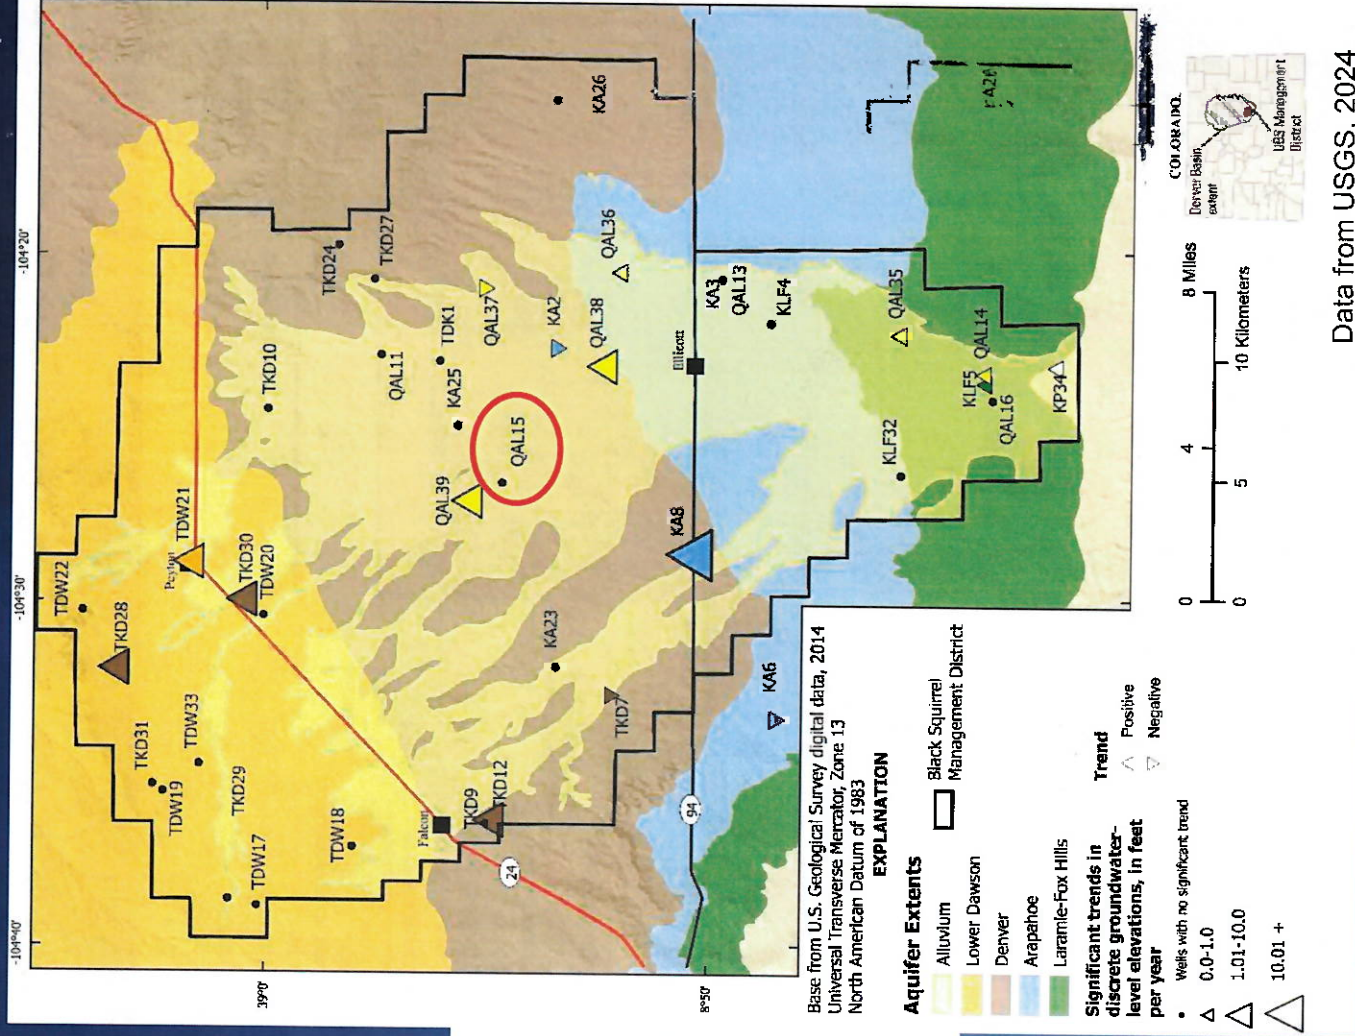 -104°40'
-104°30'
-104°20'
39°0'
8°50'
TDW22
TKD28
TKD31
TDW19
TDW33
TKD29
TDW17
TDW18
TDW21
Peyton
TKD30
TDW20
TKD10
TKD24
TKD27
Falcon
TKD9
TKD12
24
QAL11
TDK1
KA25
QAL37
QAL39
QAL15
KA2
QAL38
QAL36
KA26
KA23
TKD7
KA8
Ellicott
94
KA3
QAL13
KLF4
KA6
QAL35
KLF32
KLF5
QAL14
QAL16
KP34
Base from U.S. Geological Survey digital data, 2014
Universal Transverse Mercator, Zone 13
North American Datum of 1983
EXPLANATION
Aquifer Extents
Alluvium
Lower Dawson
Denver
Arapahoe
Laramie-Fox Hills
Black Squirrel
Management District
Significant trends in
discrete groundwater-
level elevations, in feet
per year
Wells with no significant trend
0.0-1.0
1.01-10.0
10.01 +
Trend
Positive
Negative
0 4 8 Miles
0 5 10 Kilometers
COLORADO
Denver Basin
extent
UBS Management
District
Data from USGS, 2024